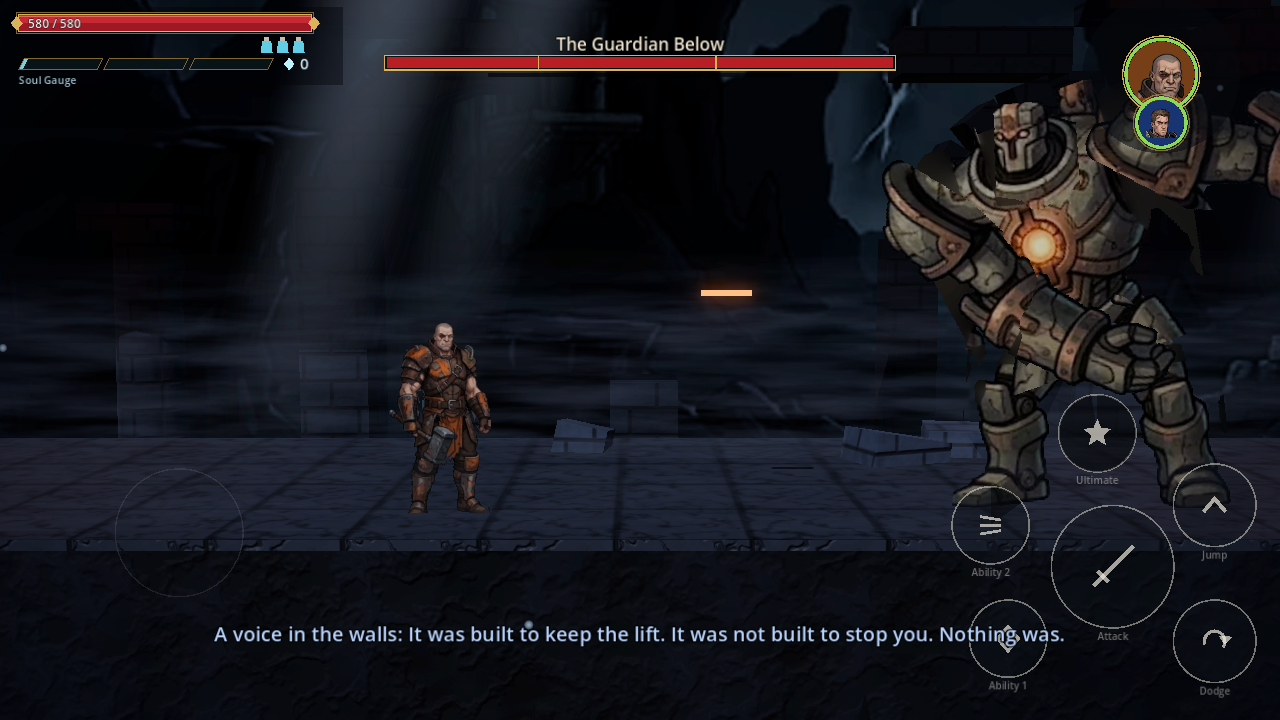 580 / 580
The Guardian Below
0
Soul Gauge
Ultimate
Jump
Ability 2
A voice in the walls: It was built to keep the lift. It was not built to stop you. Nothing was.
Attack
Ability 1
Dodge